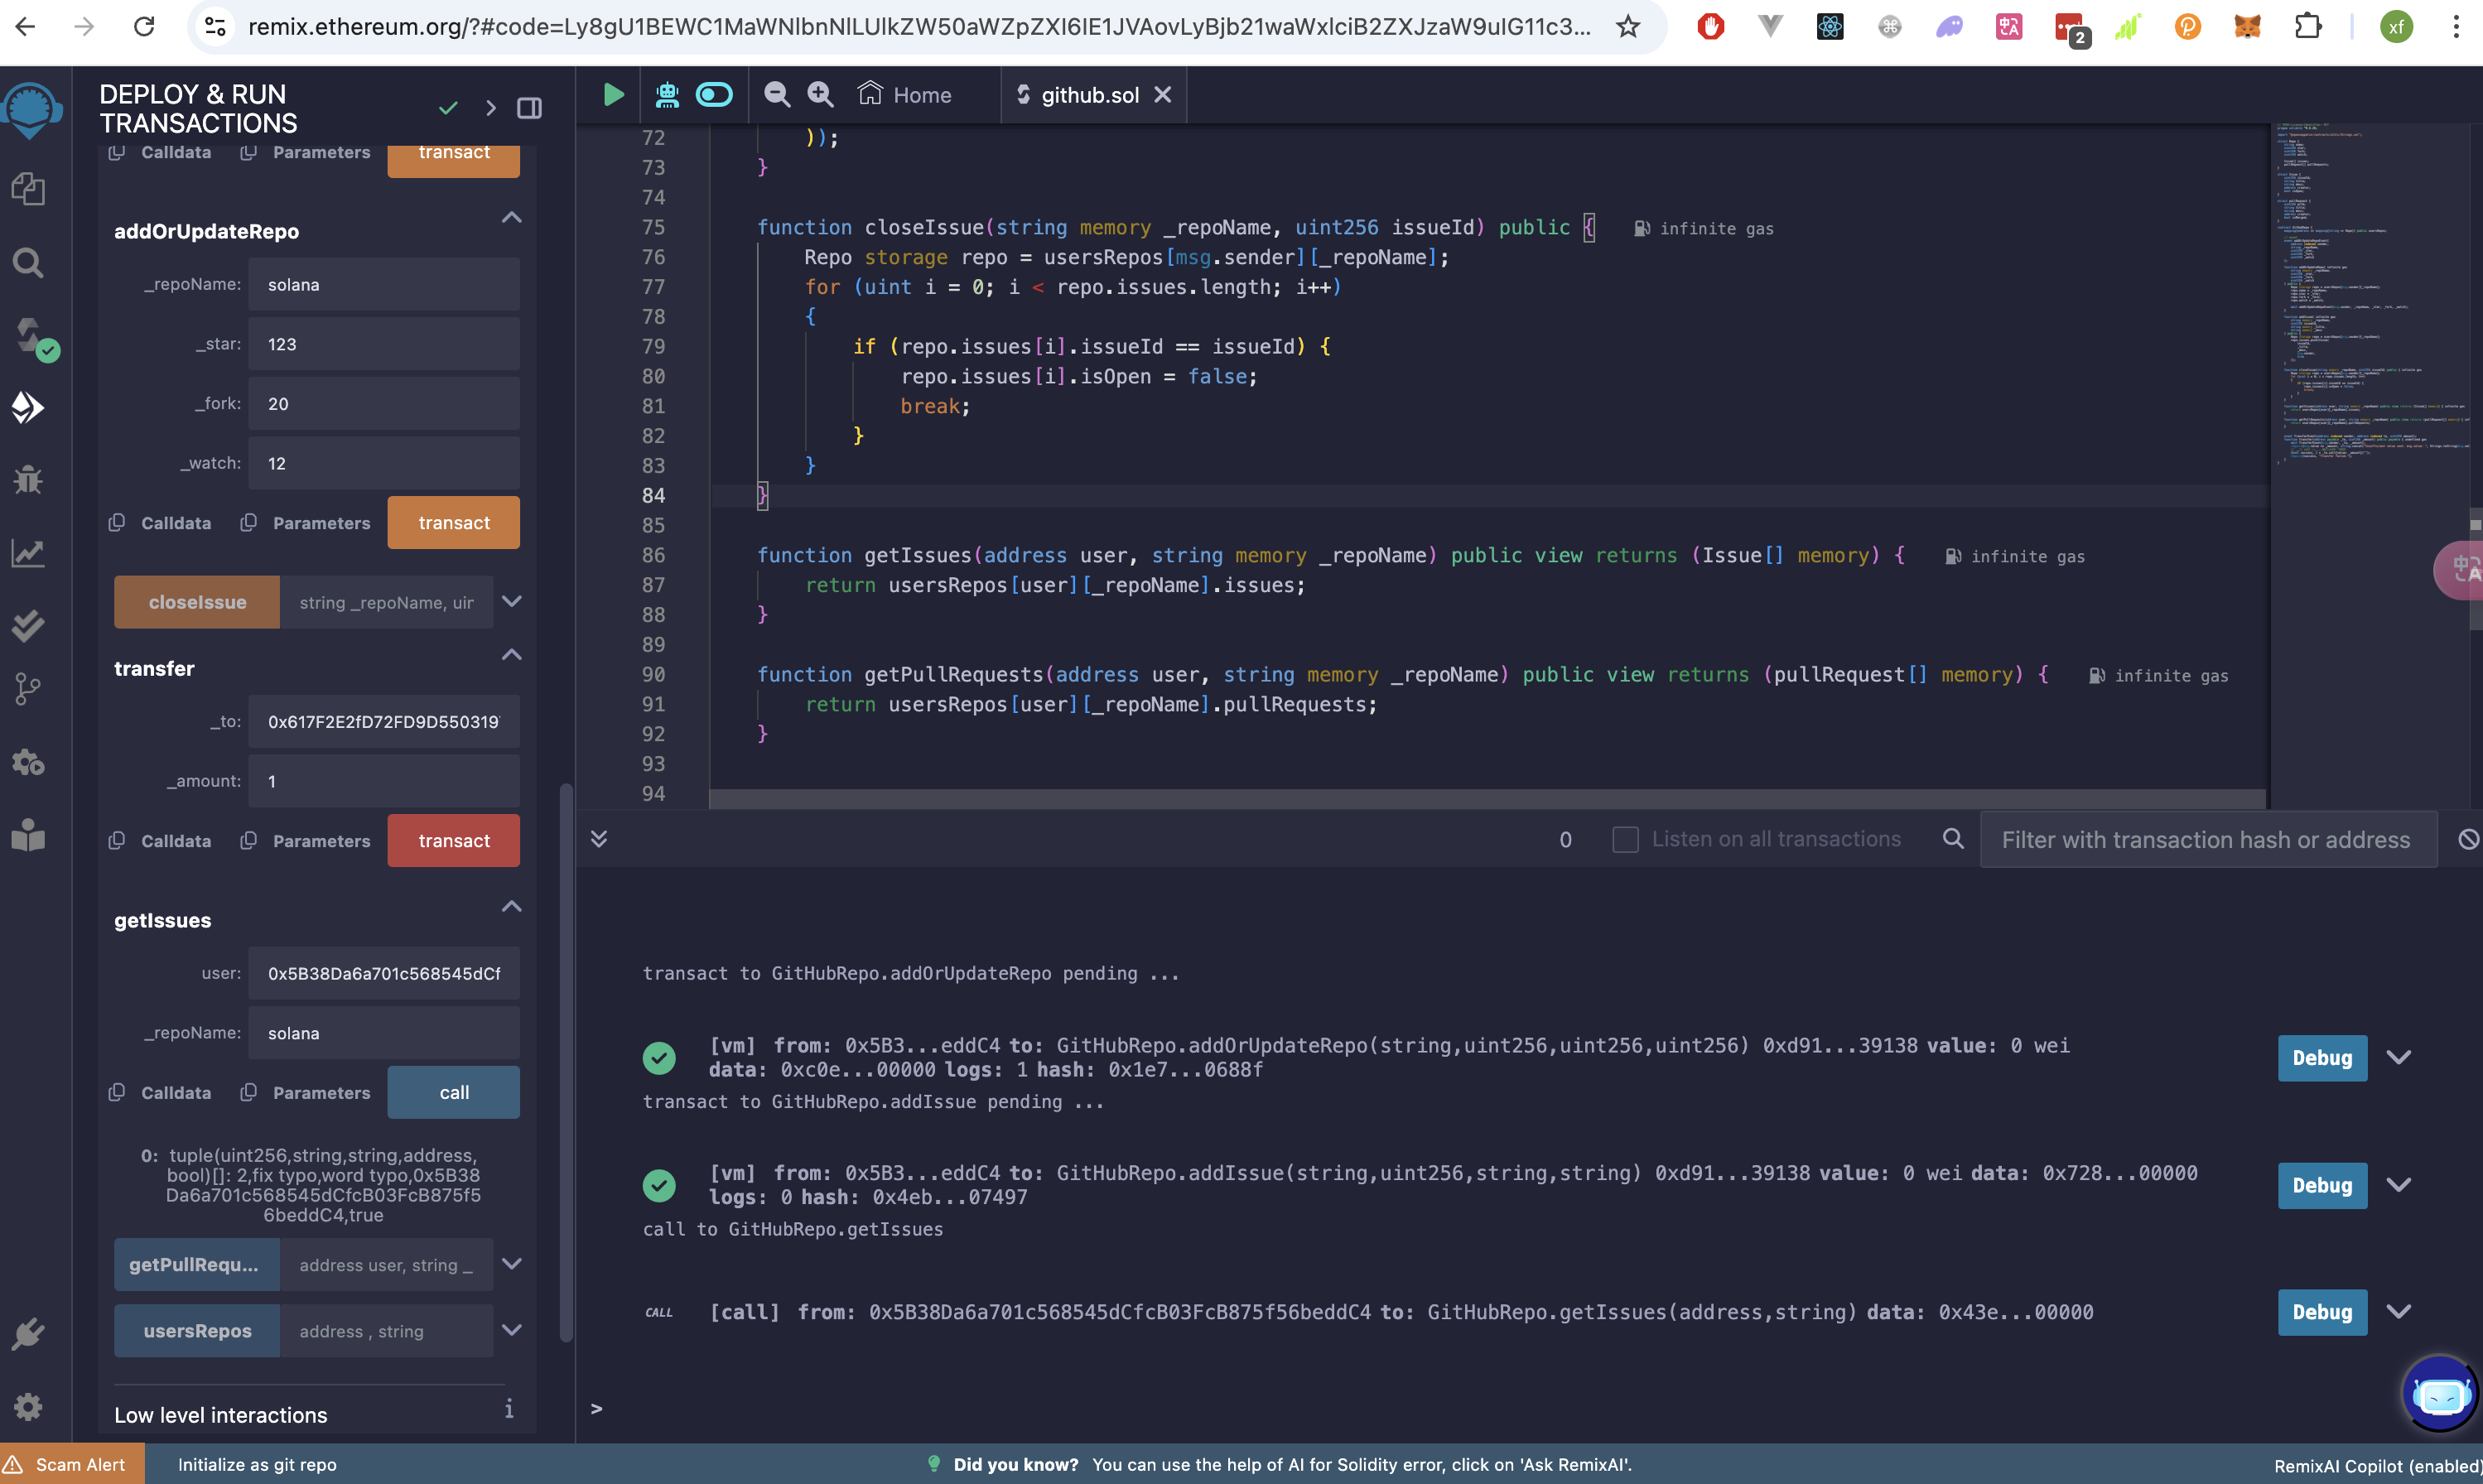 remix.ethereum.org/?#code=Ly8gU1BEWC1MaWNlbnNlLUlkZW50aWZpZXI6IE1JVAovLyBjb21waWxlciB2ZXJzaW9uIG11c3...
2
xf
DEPLOY & RUN
TRANSACTIONS
Home
github.sol
Calldata
Parameters
transact
addOrUpdateRepo
_repoName:
solana
_star:
123
_fork:
20
_watch:
12
Calldata
Parameters
transact
closeIssue
string _repoName, uir
transfer
_to:
0x617F2E2fD72FD9D550319
_amount:
1
Calldata
Parameters
transact
getIssues
user:
0x5B38Da6a701c568545dCf
_repoName:
solana
Calldata
Parameters
call
0: tuple(uint256,string,string,address,
bool)[]: 2,fix typo,word typo,0x5B38
Da6a701c568545dCfcB03FcB875f5
6beddC4,true
getPullRequ...
address user, string _
usersRepos
address , string
Low level interactions
i
72 ));
73 }
74
75 function closeIssue(string memory _repoName, uint256 issueId) public { infinite gas
76 Repo storage repo = usersRepos[msg.sender][_repoName];
77 for (uint i = 0; i < repo.issues.length; i++)
78 {
79 if (repo.issues[i].issueId == issueId) {
80 repo.issues[i].isOpen = false;
81 break;
82 }
83 }
84 }
85
86 function getIssues(address user, string memory _repoName) public view returns (Issue[] memory) { infinite gas
87 return usersRepos[user][_repoName].issues;
88 }
89
90 function getPullRequests(address user, string memory _repoName) public view returns (pullRequest[] memory) { infinite gas
91 return usersRepos[user][_repoName].pullRequests;
92 }
93
94
0
Listen on all transactions
Filter with transaction hash or address
transact to GitHubRepo.addOrUpdateRepo pending ...
[vm] from: 0x5B3...eddC4 to: GitHubRepo.addOrUpdateRepo(string,uint256,uint256,uint256) 0xd91...39138 value: 0 wei
data: 0xc0e...00000 logs: 1 hash: 0x1e7...0688f
Debug
transact to GitHubRepo.addIssue pending ...
[vm] from: 0x5B3...eddC4 to: GitHubRepo.addIssue(string,uint256,string,string) 0xd91...39138 value: 0 wei data: 0x728...00000
logs: 0 hash: 0x4eb...07497
Debug
call to GitHubRepo.getIssues
CALL
[call] from: 0x5B38Da6a701c568545dCfcB03FcB875f56beddC4 to: GitHubRepo.getIssues(address,string) data: 0x43e...00000
Debug
>
Scam Alert
Initialize as git repo
Did you know? You can use the help of AI for Solidity error, click on 'Ask RemixAI'.
RemixAI Copilot (enabled)